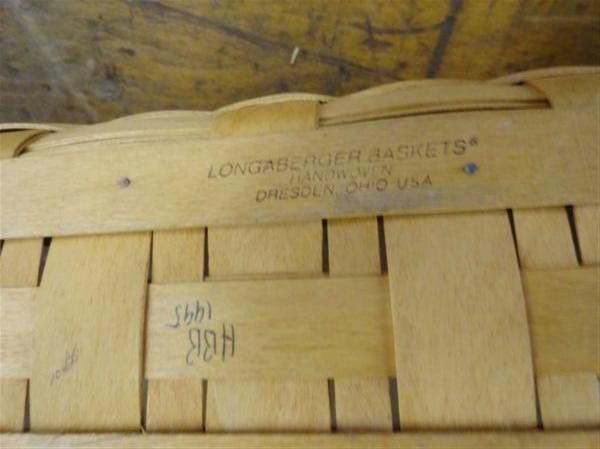 LONGABERGER BASKETS®
HANDWOVEN
DRESDEN, OHIO USA
HBB
1995